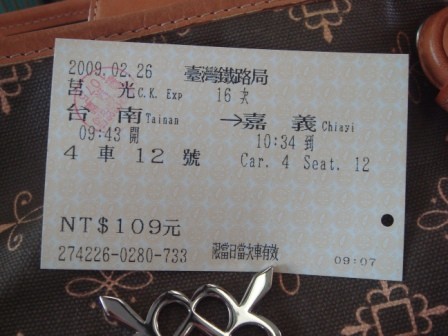 2009.02.26 臺灣鐵路局
莒光 C.K. Exp 16 次
台南 Tainan → 嘉義 Chiayi
09:43 開 10:34 到
4 車 12 號 Car. 4 Seat. 12
NT$109元
274226-0280-733 限當日當次車有效 09:07